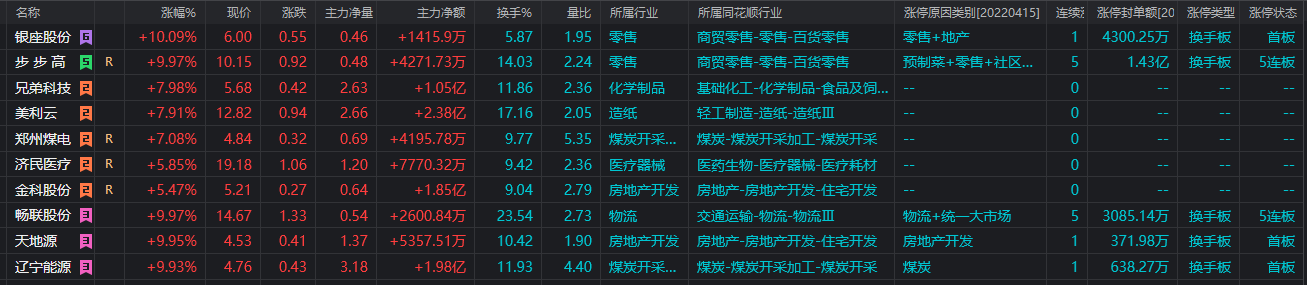 名称 涨幅% 现价 涨跌 主力净量 主力净额 换手% 量比 所属行业 所属同花顺行业 涨停原因类别[20220415] 连续涨 涨停封单额[20 涨停类型 涨停状态
银座股份 6 +10.09% 6.00 0.55 0.46 +1415.9万 5.87 1.95 零售 商贸零售-零售-百货零售 零售+地产 1 4300.25万 换手板 首板
步 步 高 5 R +9.97% 10.15 0.92 0.48 +4271.73万 14.03 2.24 零售 商贸零售-零售-百货零售 预制菜+零售+社区... 5 1.43亿 换手板 5连板
兄弟科技 2 +7.98% 5.68 0.42 2.63 +1.05亿 11.86 2.36 化学制品 基础化工-化学制品-食品及饲... -- 0 -- -- --
美利云 2 +7.91% 12.82 0.94 2.66 +2.38亿 17.16 2.05 造纸 轻工制造-造纸-造纸Ⅲ -- 0 -- -- --
郑州煤电 2 R +7.08% 4.84 0.32 0.69 +4195.78万 9.77 5.35 煤炭开采... 煤炭-煤炭开采加工-煤炭开采 -- 0 -- -- --
济民医疗 2 R +5.85% 19.18 1.06 1.20 +7770.32万 9.42 2.36 医疗器械 医药生物-医疗器械-医疗耗材 -- 0 -- -- --
金科股份 2 R +5.47% 5.21 0.27 0.64 +1.85亿 9.04 2.79 房地产开发 房地产-房地产开发-住宅开发 -- 0 -- -- --
畅联股份 3 +9.97% 14.67 1.33 0.54 +2600.84万 23.54 2.73 物流 交通运输-物流-物流Ⅲ 物流+统一大市场 5 3085.14万 换手板 5连板
天地源 3 +9.95% 4.53 0.41 1.37 +5357.51万 10.42 1.90 房地产开发 房地产-房地产开发-住宅开发 房地产开发 1 371.98万 换手板 首板
辽宁能源 3 +9.93% 4.76 0.43 3.18 +1.98亿 11.93 4.40 煤炭开采... 煤炭-煤炭开采加工-煤炭开采 煤炭 1 638.27万 换手板 首板